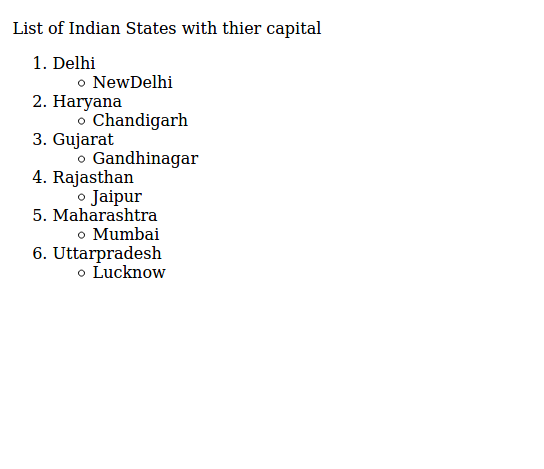 List of Indian States with thier capital
1. Delhi
○ NewDelhi
2. Haryana
○ Chandigarh
3. Gujarat
○ Gandhinagar
4. Rajasthan
○ Jaipur
5. Maharashtra
○ Mumbai
6. Uttarpradesh
○ Lucknow